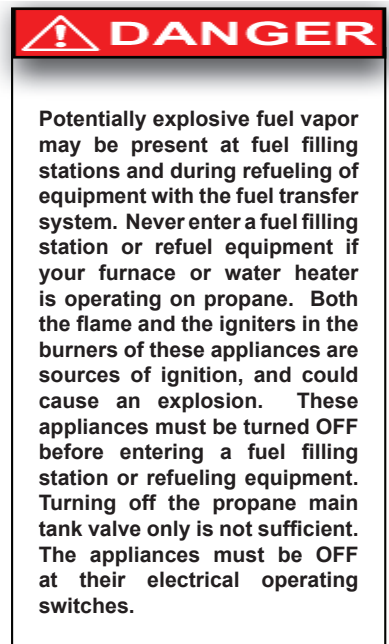 DANGER
Potentially explosive fuel vapor
may be present at fuel filling
stations and during refueling of
equipment with the fuel transfer
system. Never enter a fuel filling
station or refuel equipment if
your furnace or water heater
is operating on propane. Both
the flame and the igniters in the
burners of these appliances are
sources of ignition, and could
cause an explosion. These
appliances must be turned OFF
before entering a fuel filling
station or refueling equipment.
Turning off the propane main
tank valve only is not sufficient.
The appliances must be OFF
at their electrical operating
switches.